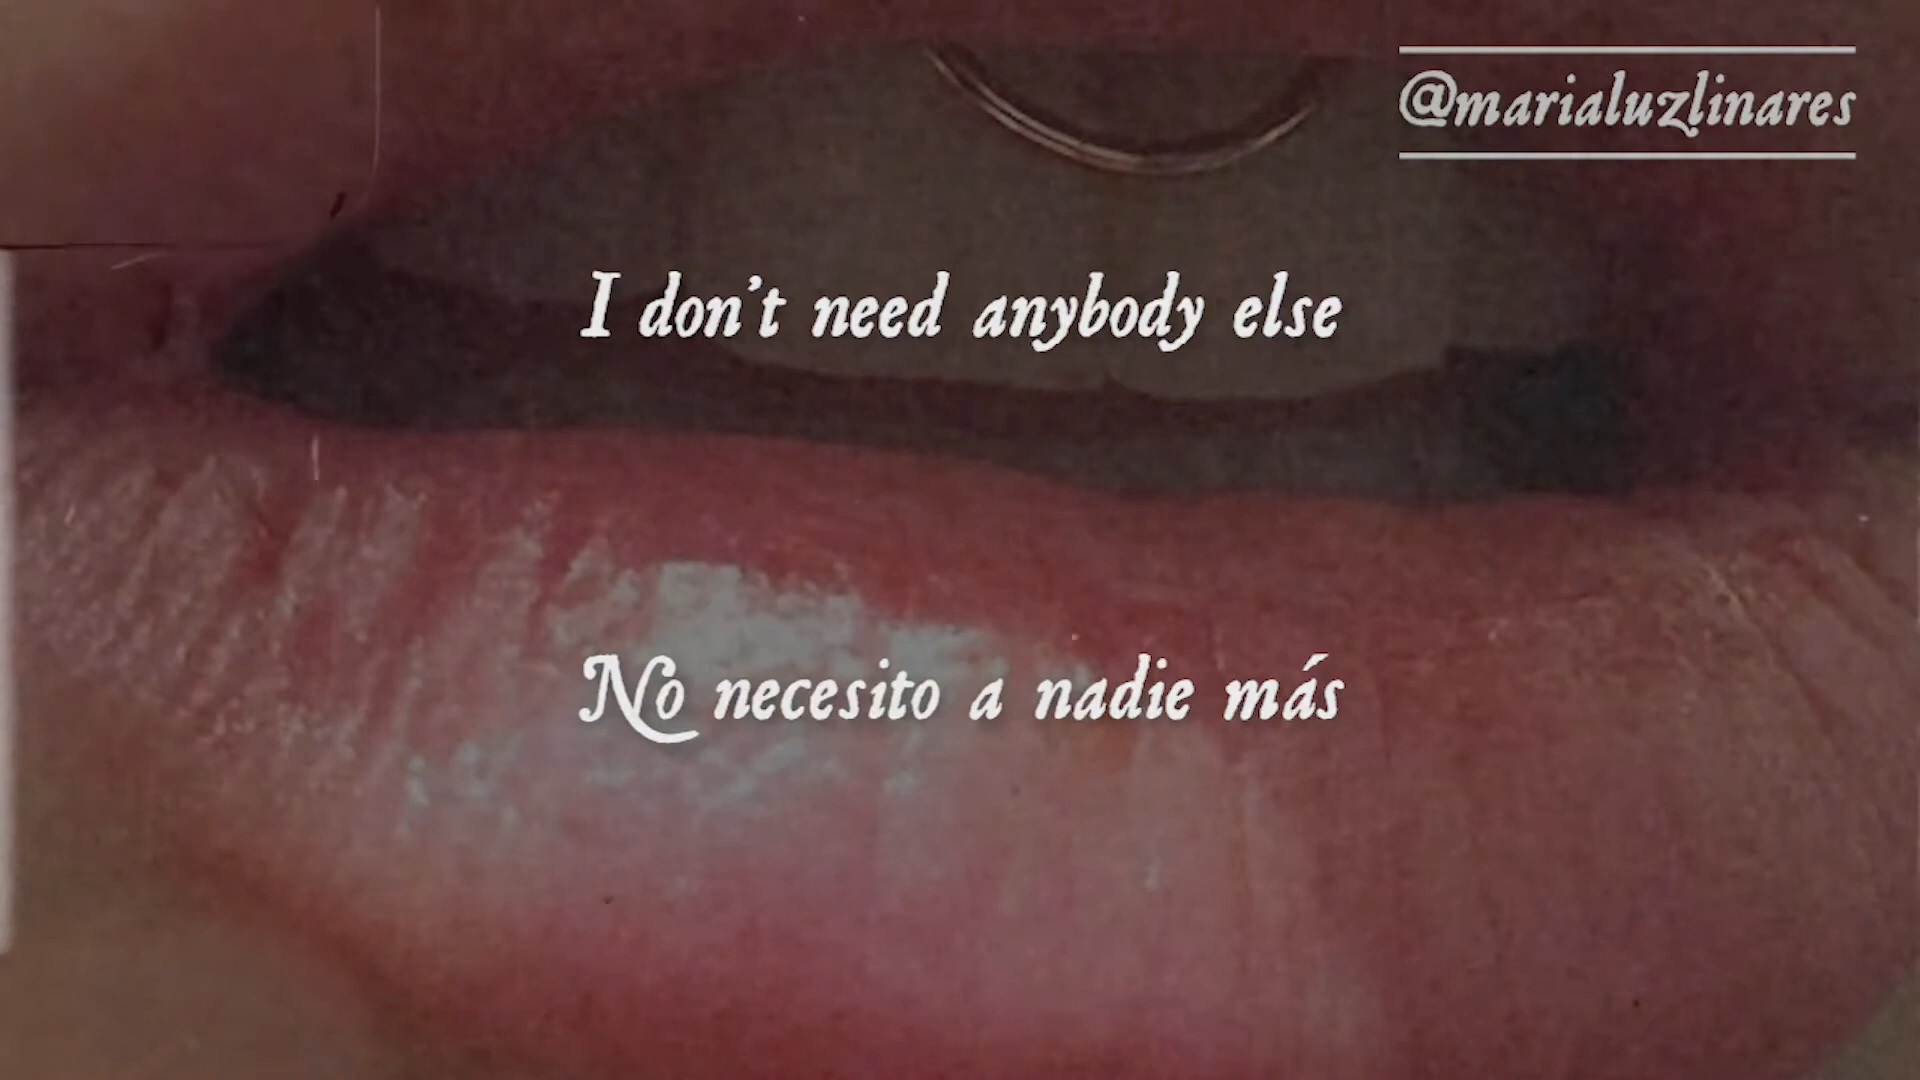 @marialuzlinares
I don't need anybody else
No necesito a nadie más